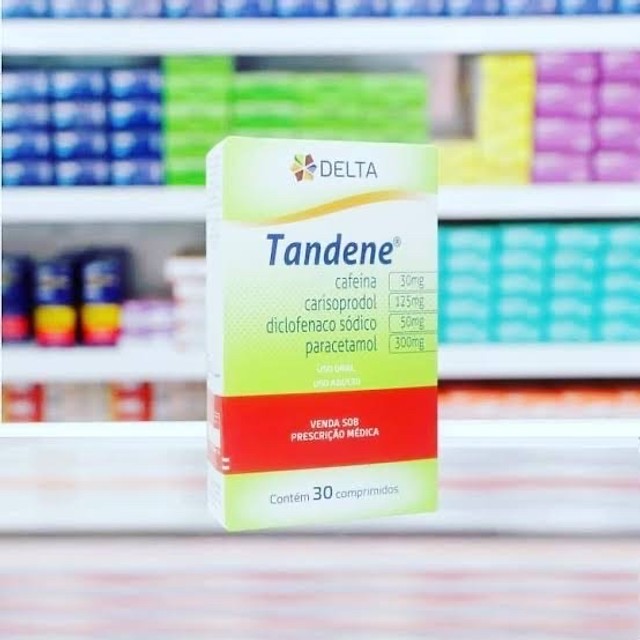 DELTA
Tandene®
cafeína 30mg
carisoprodol 125mg
diclofenaco sódico 50mg
paracetamol 300mg
USO ORAL
USO ADULTO
VENDA SOB
PRESCRIÇÃO MÉDICA
Contém 30 comprimidos